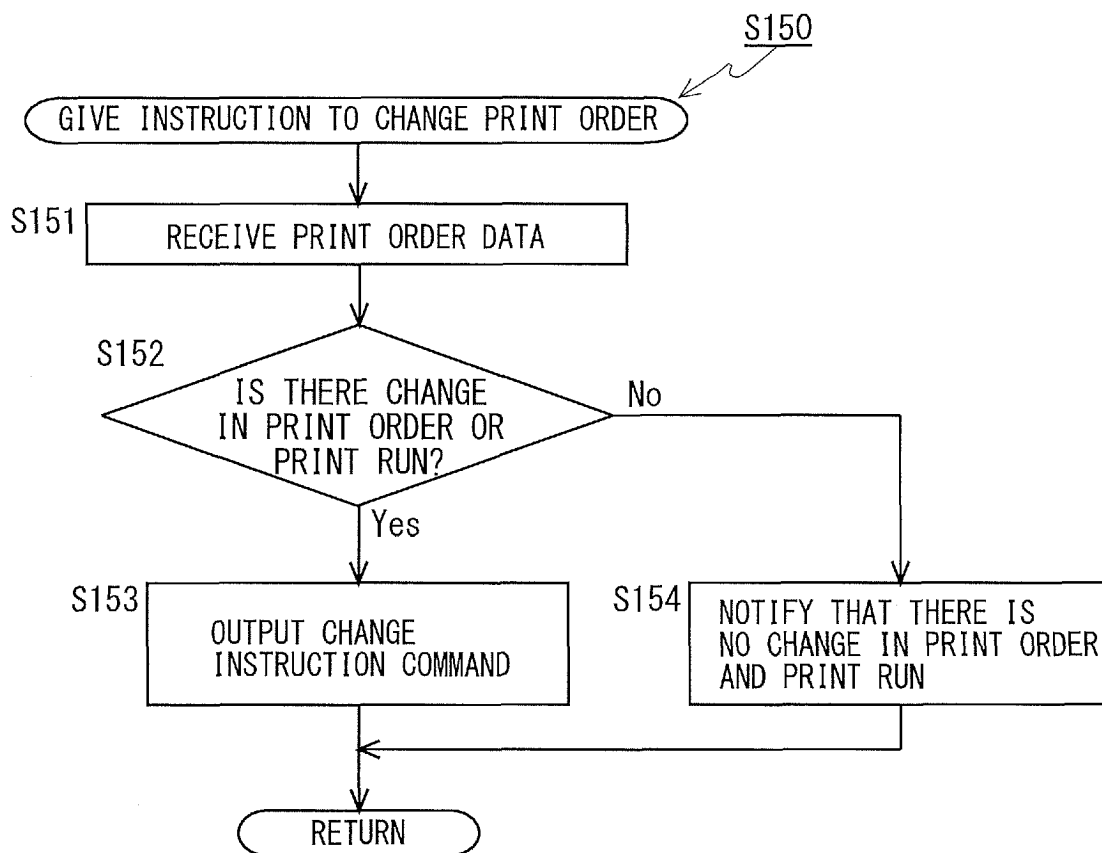 S150
GIVE INSTRUCTION TO CHANGE PRINT ORDER
S151
RECEIVE PRINT ORDER DATA
S152
IS THERE CHANGE
IN PRINT ORDER OR
PRINT RUN?
No
Yes
S153
OUTPUT CHANGE
INSTRUCTION COMMAND
S154
NOTIFY THAT THERE IS
NO CHANGE IN PRINT ORDER
AND PRINT RUN
RETURN